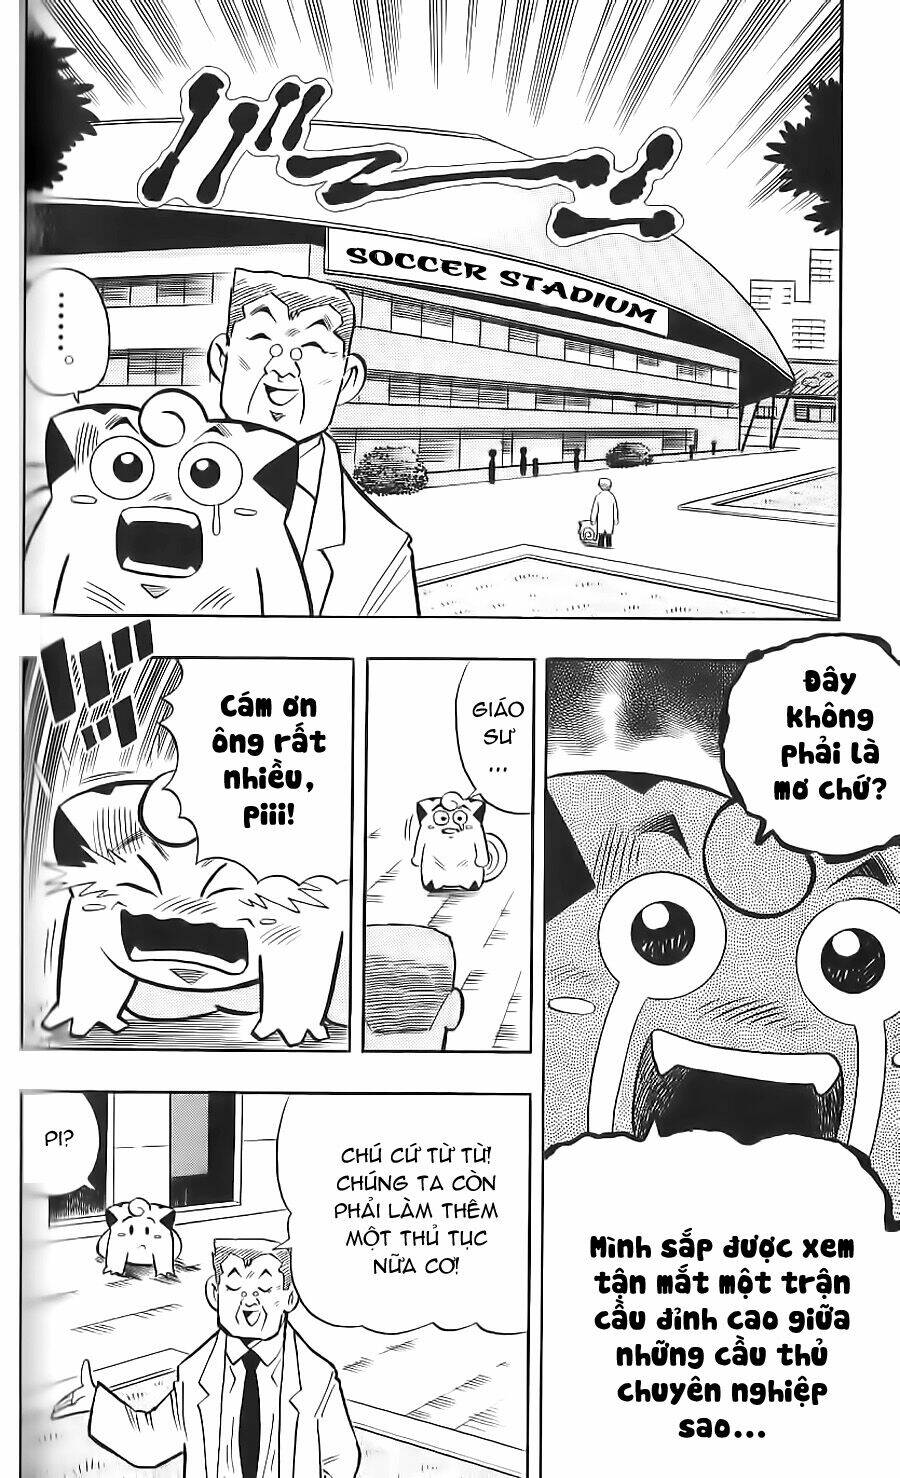 ドーン
SOCCER STADIUM
.......
Đây
không
phải là
mơ chứ?
Mình sắp được xem
tận mắt một trận
cầu đỉnh cao giữa
những cầu thủ
chuyên nghiệp
sao...
GIÁO
SƯ
...
Cám ơn
ông rất
nhiều,
Piii!
PI?
CHÚ CỨ TỪ TỪ!
CHÚNG TA CÒN
PHẢI LÀM THÊM
MỘT THỦ TỤC
NỮA CƠ!